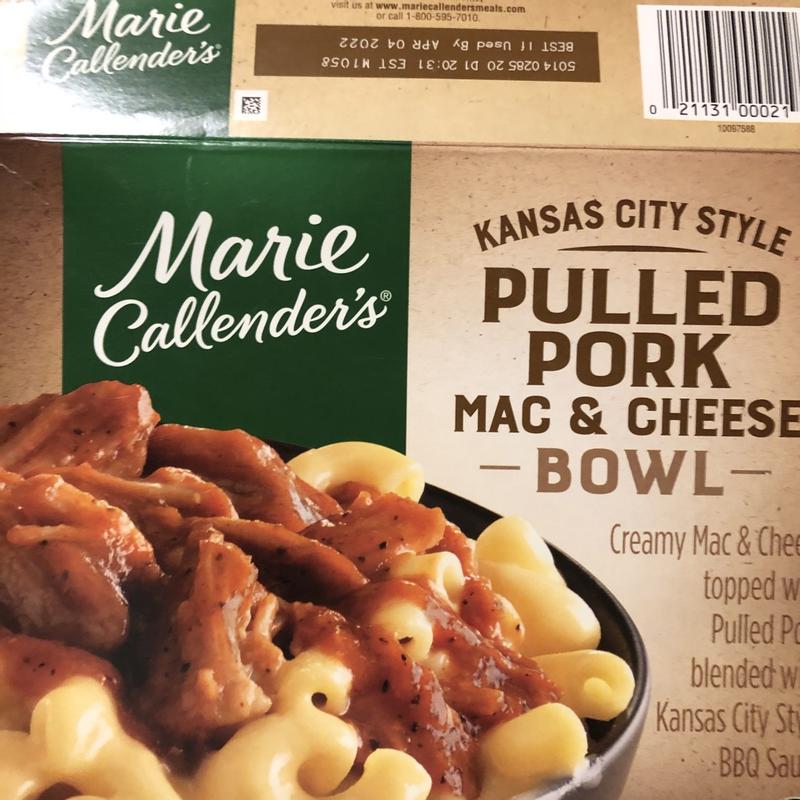 Marie
Callender's®
visit us at www.mariecallendersmeals.com
or call 1-800-595-7010.
5014 0285 20 D1 20:31 EST M1058
BEST If Used By APR 04 2022
0 21131 00021
10097588
Marie
Callender's®
KANSAS CITY STYLE
PULLED
PORK
MAC & CHEESE
BOWL
Creamy Mac & Chee
topped w
Pulled Po
blended w
Kansas City Sty
BBQ Sau